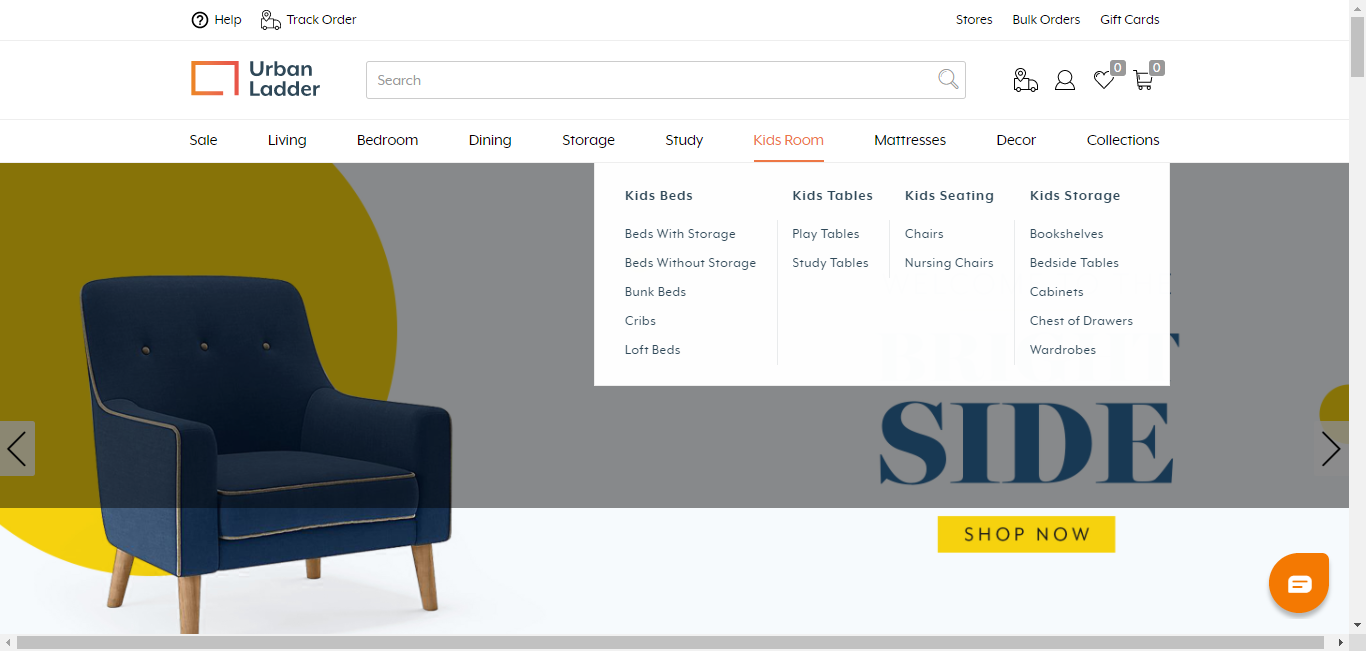 Help
Track Order
Stores
Bulk Orders
Gift Cards
Urban
Ladder
Search
0
0
Sale
Living
Bedroom
Dining
Storage
Study
Kids Room
Mattresses
Decor
Collections
Kids Beds
Beds With Storage
Beds Without Storage
Bunk Beds
Cribs
Loft Beds
Kids Tables
Play Tables
Study Tables
Kids Seating
Chairs
Nursing Chairs
Kids Storage
Bookshelves
Bedside Tables
Cabinets
Chest of Drawers
Wardrobes
SIDE
SHOP NOW